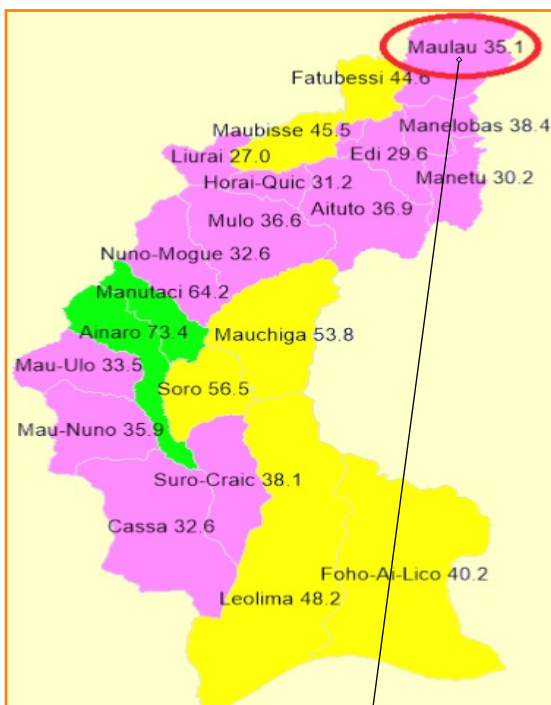 Maulau 35.1
Fatubessi 44.6
Maubisse 45.5
Manelobas 38.4
Liurai 27.0
Edi 29.6
Horai-Quic 31.2
Manetu 30.2
Mulo 36.6
Aituto 36.9
Nuno-Mogue 32.6
Manutaci 64.2
Ainaro 73.4
Mauchiga 53.8
Mau-Ulo 33.5
Soro 56.5
Mau-Nuno 35.9
Suro-Craic 38.1
Cassa 32.6
Foho-Ai-Lico 40.2
Leolima 48.2